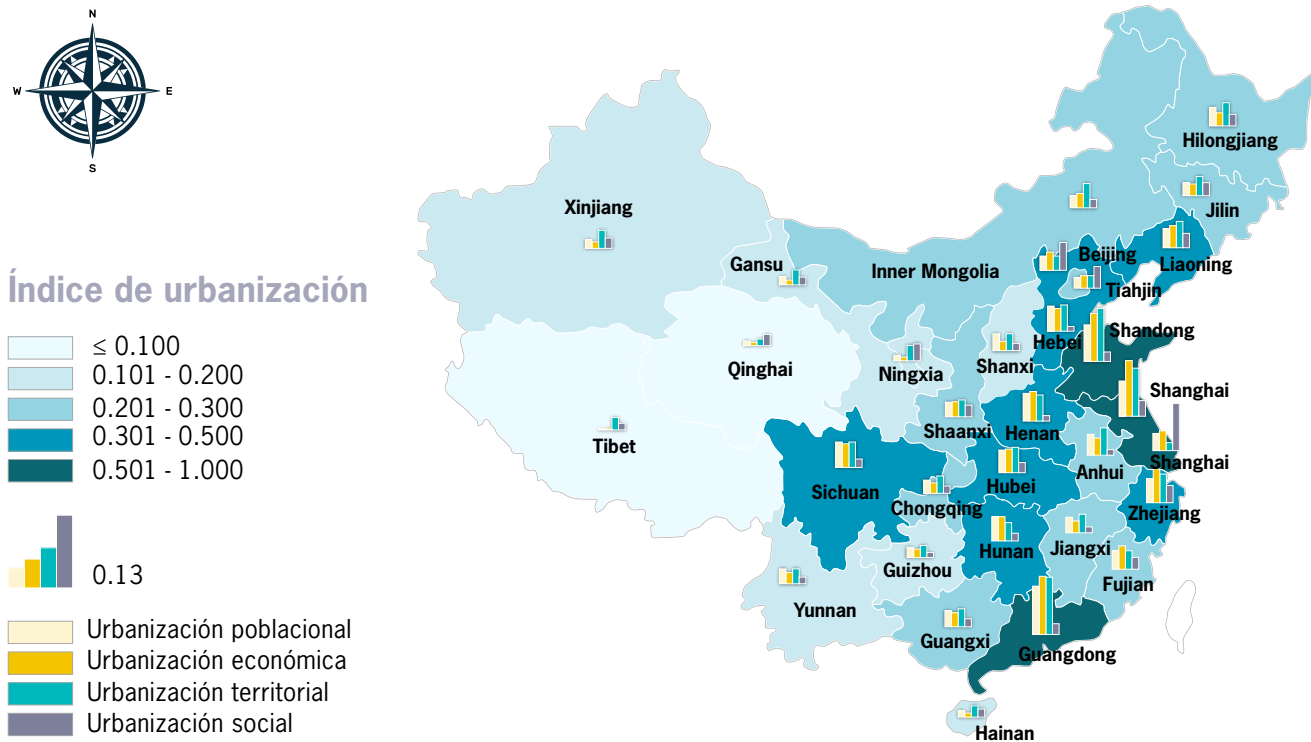 N
W
E
S
Índice de urbanización
≤ 0.100
0.101 - 0.200
0.201 - 0.300
0.301 - 0.500
0.501 - 1.000
0.13
Urbanización poblacional
Urbanización económica
Urbanización territorial
Urbanización social
Hilongjiang
Jilin
Xinjiang
Gansu
Inner Mongolia
Beijing
Liaoning
Tiahjin
Shandong
Hebei
Qinghai
Ningxia
Shanxi
Shanghai
Tibet
Shaanxi
Henan
Anhui
Shanghai
Sichuan
Hubei
Chongqing
Zhejiang
Hunan
Jiangxi
Guizhou
Fujian
Yunnan
Guangxi
Guangdong
Hainan